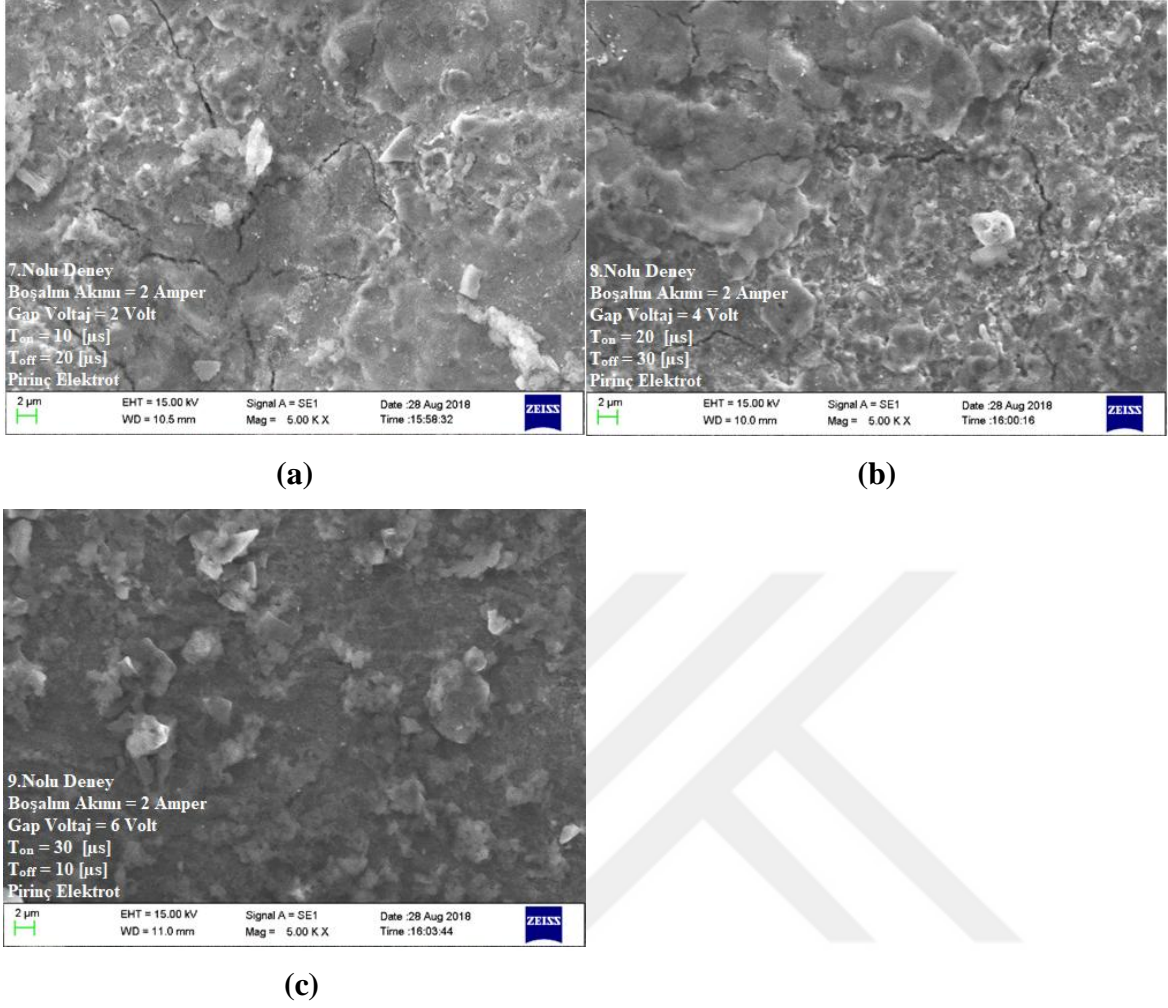 7.Nolu Deney
Boşalım Akımı = 2 Amper
Gap Voltaj = 2 Volt
Ton = 10 [µs]
Toff = 20 [µs]
Pirinç Elektrot
2 µm
EHT = 15.00 kV
Signal A = SE1
Date :28 Aug 2018
WD = 10.5 mm
Mag = 5.00 K X
Time :15:58:32
ZEISS
(a)
8.Nolu Deney
Boşalım Akımı = 2 Amper
Gap Voltaj = 4 Volt
Ton = 20 [µs]
Toff = 30 [µs]
Pirinç Elektrot
2 µm
EHT = 15.00 kV
Signal A = SE1
Date :28 Aug 2018
WD = 10.0 mm
Mag = 5.00 K X
Time :16:00:16
ZEISS
(b)
9.Nolu Deney
Boşalım Akımı = 2 Amper
Gap Voltaj = 6 Volt
Ton = 30 [µs]
Toff = 10 [µs]
Pirinç Elektrot
2 µm
EHT = 15.00 kV
Signal A = SE1
Date :28 Aug 2018
WD = 11.0 mm
Mag = 5.00 K X
Time :16:03:44
ZEISS
(c)